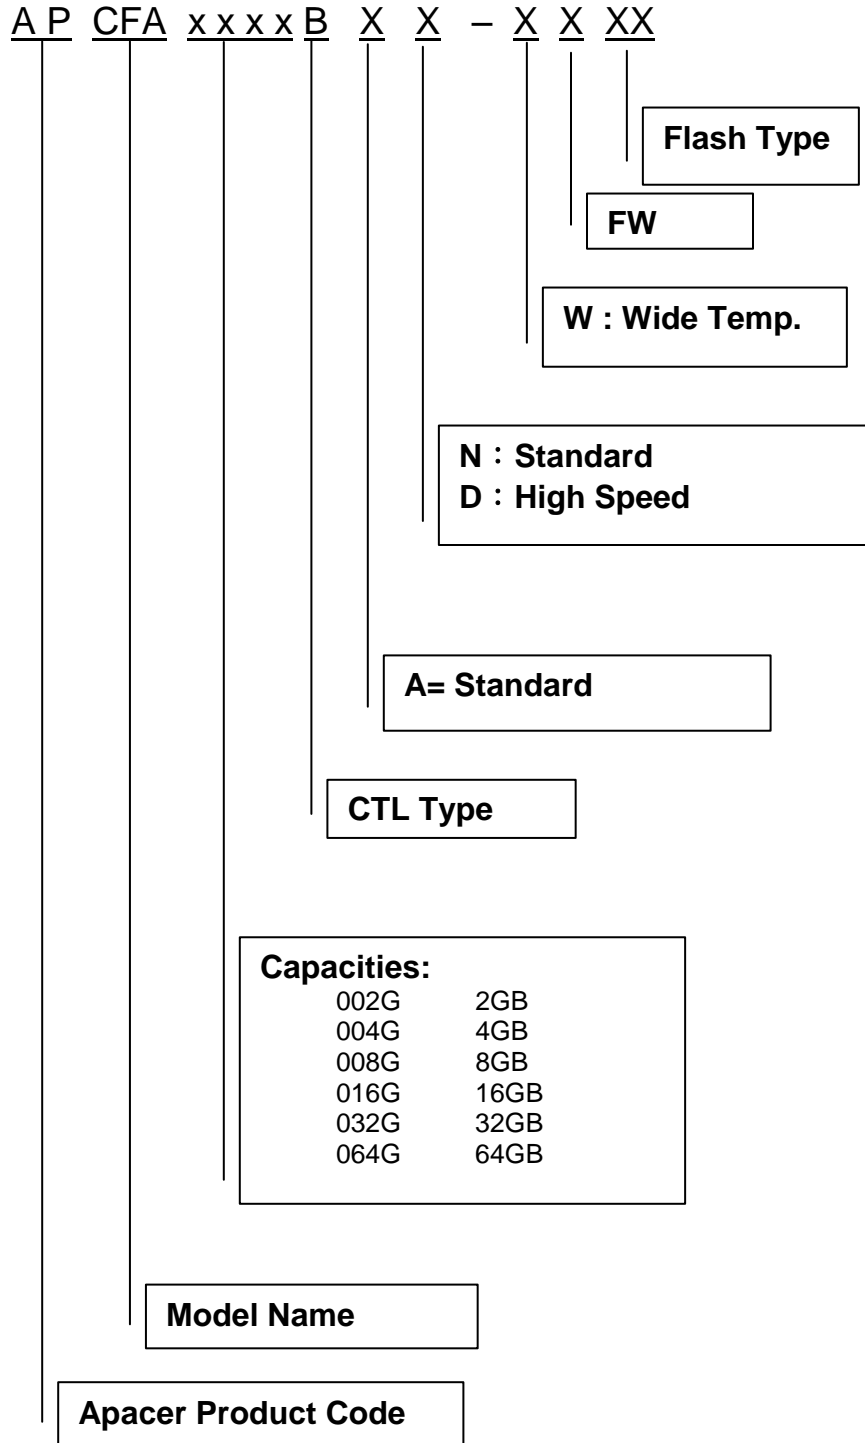 A P CFA x x x x B X X – X X XX
Flash Type
FW
W : Wide Temp.
N：Standard
D：High Speed
A= Standard
CTL Type
Capacities:
002G 2GB
004G 4GB
008G 8GB
016G 16GB
032G 32GB
064G 64GB
Model Name
Apacer Product Code